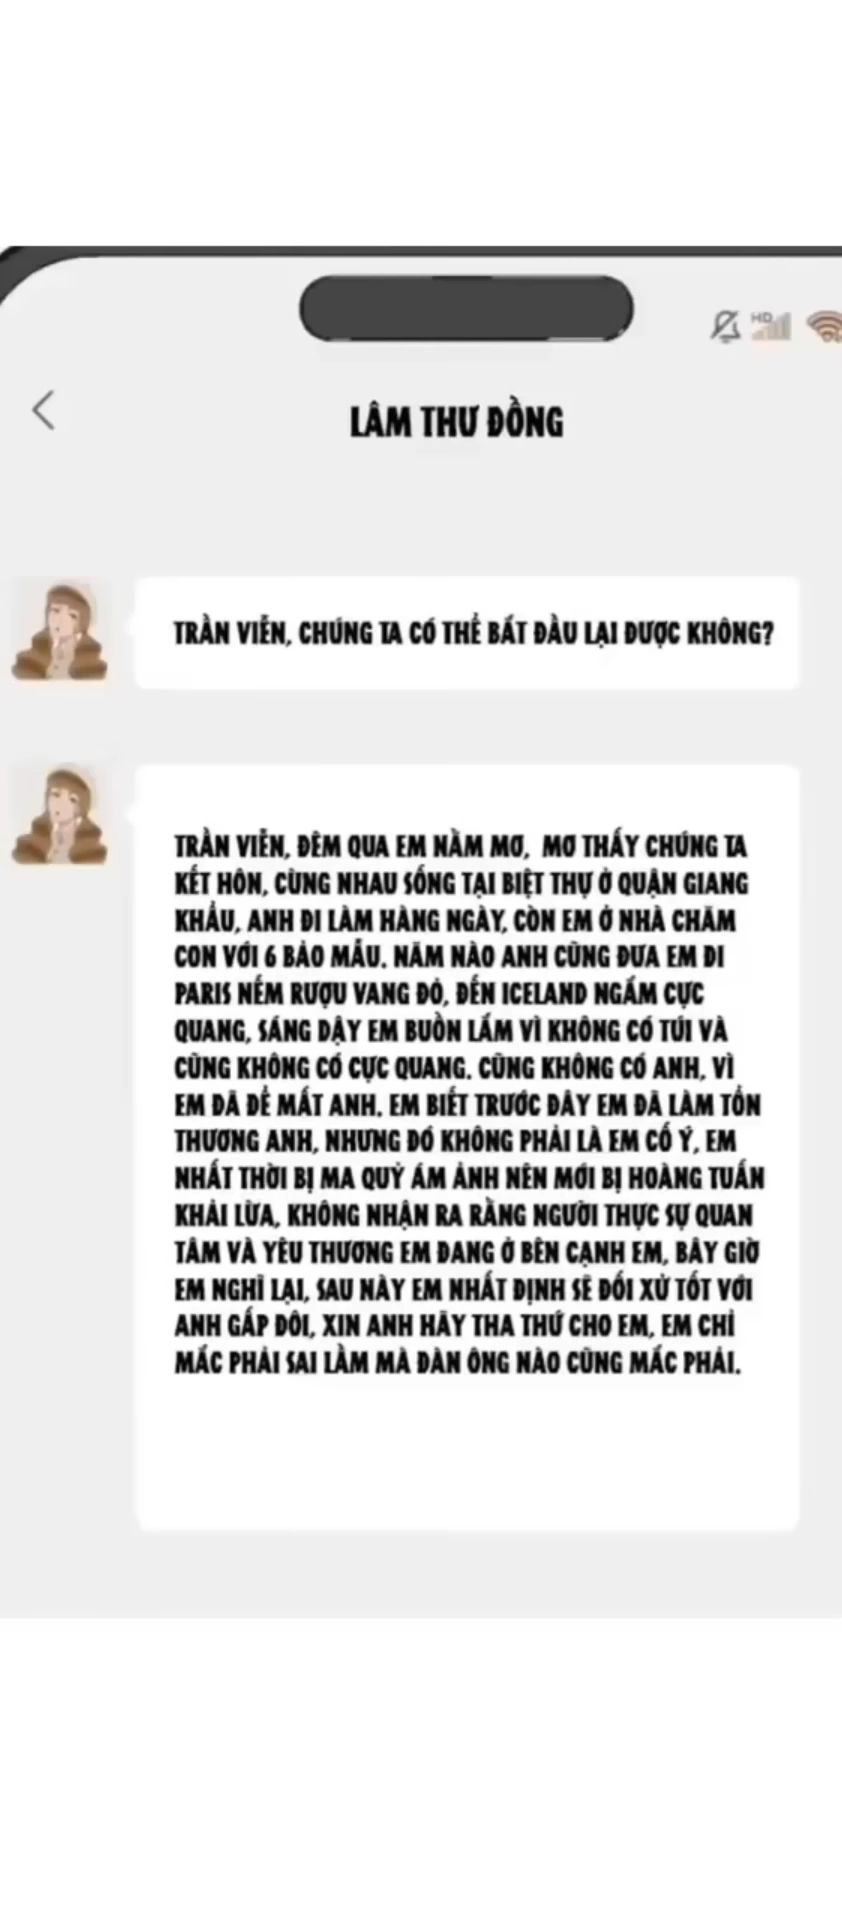 HD
LÂM THƯ ĐỒNG
TRẦN VIỄN, CHÚNG TA CÓ THỂ BẮT ĐẦU LẠI ĐƯỢC KHÔNG?
TRẦN VIỄN, ĐÊM QUA EM NẰM MƠ, MƠ THẤY CHÚNG TA
KẾT HÔN, CÙNG NHAU SỐNG TẠI BIỆT THỰ Ở QUẬN GIANG
KHẨU, ANH ĐI LÀM HÀNG NGÀY, CÒN EM Ở NHÀ CHĂM
CON VỚI 6 BẢO MẪU. NĂM NÀO ANH CŨNG ĐƯA EM ĐI
PARIS NẾM RƯỢU VANG ĐỎ, ĐẾN ICELAND NGẮM CỰC
QUANG, SÁNG DẬY EM BUỒN LẮM VÌ KHÔNG CÓ TÚI VÀ
CŨNG KHÔNG CÓ CỰC QUANG. CŨNG KHÔNG CÓ ANH, VÌ
EM ĐÃ ĐỂ MẤT ANH. EM BIẾT TRƯỚC ĐÂY EM ĐÃ LÀM TỔN
THƯƠNG ANH, NHƯNG ĐÓ KHÔNG PHẢI LÀ EM CỐ Ý, EM
NHẤT THỜI BỊ MA QUỶ ÁM ẢNH NÊN MỚI BỊ HOÀNG TUẤN
KHẢI LỪA, KHÔNG NHẬN RA RẰNG NGƯỜI THỰC SỰ QUAN
TÂM VÀ YÊU THƯƠNG EM ĐANG Ở BÊN CẠNH EM, BÂY GIỜ
EM NGHĨ LẠI, SAU NÀY EM NHẤT ĐỊNH SẼ ĐỐI XỬ TỐT VỚI
ANH GẤP ĐÔI, XIN ANH HÃY THA THỨ CHO EM, EM CHỈ
MẮC PHẢI SAI LẦM MÀ ĐÀN ÔNG NÀO CŨNG MẮC PHẢI.